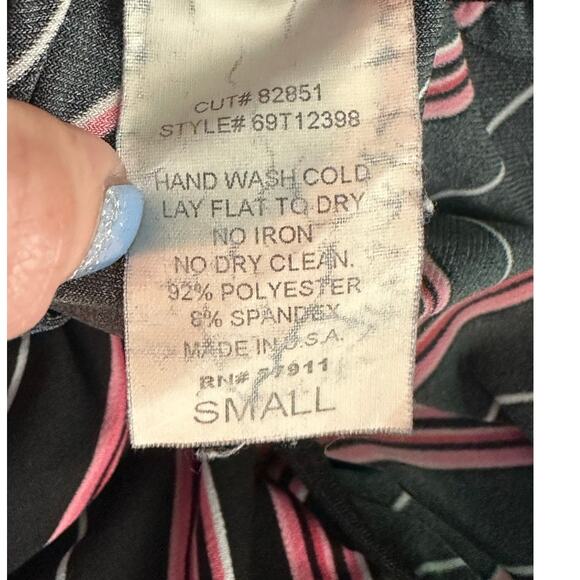 CUT# 82851
STYLE# 69T12398
HAND WASH COLD
LAY FLAT TO DRY
NO IRON
NO DRY CLEAN.
92% POLYESTER
8% SPANDEX
MADE IN U.S.A.
RN#
SMALL